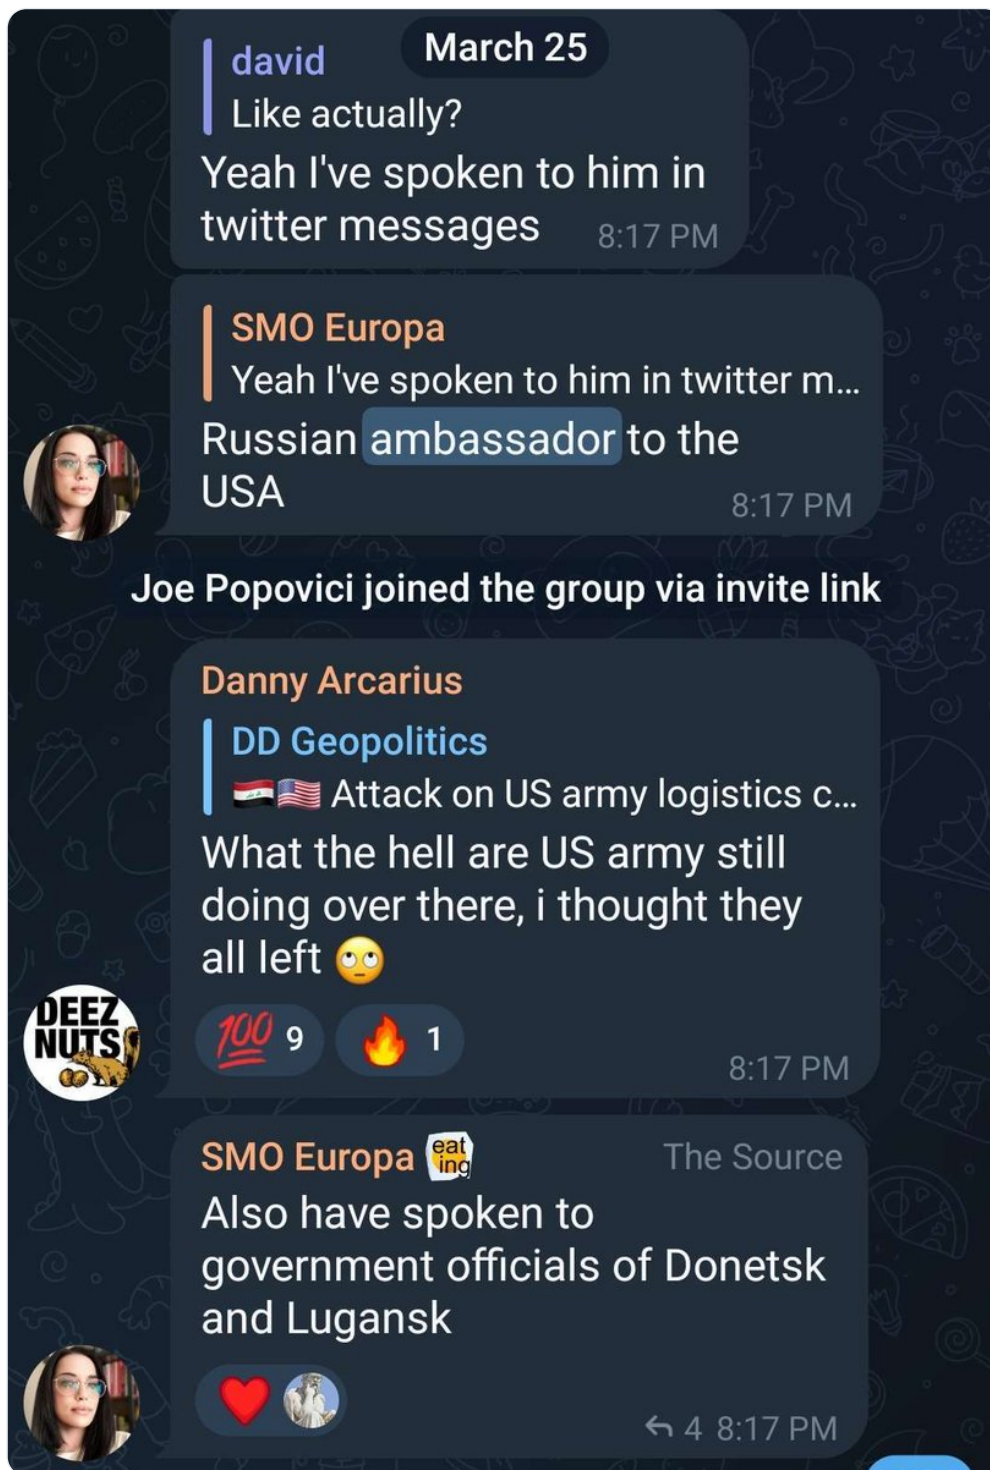 March 25
david
Like actually?
Yeah I've spoken to him in
twitter messages 8:17 PM
SMO Europa
Yeah I've spoken to him in twitter m...
Russian ambassador to the
USA 8:17 PM
Joe Popovici joined the group via invite link
Danny Arcarius
DD Geopolitics
🇮🇶🇺🇸 Attack on US army logistics c...
What the hell are US army still
doing over there, i thought they
all left 🙄
DEEZ
NUTS
💯 9 🔥 1
8:17 PM
SMO Europa eat ing The Source
Also have spoken to
government officials of Donetsk
and Lugansk
❤️
4 8:17 PM